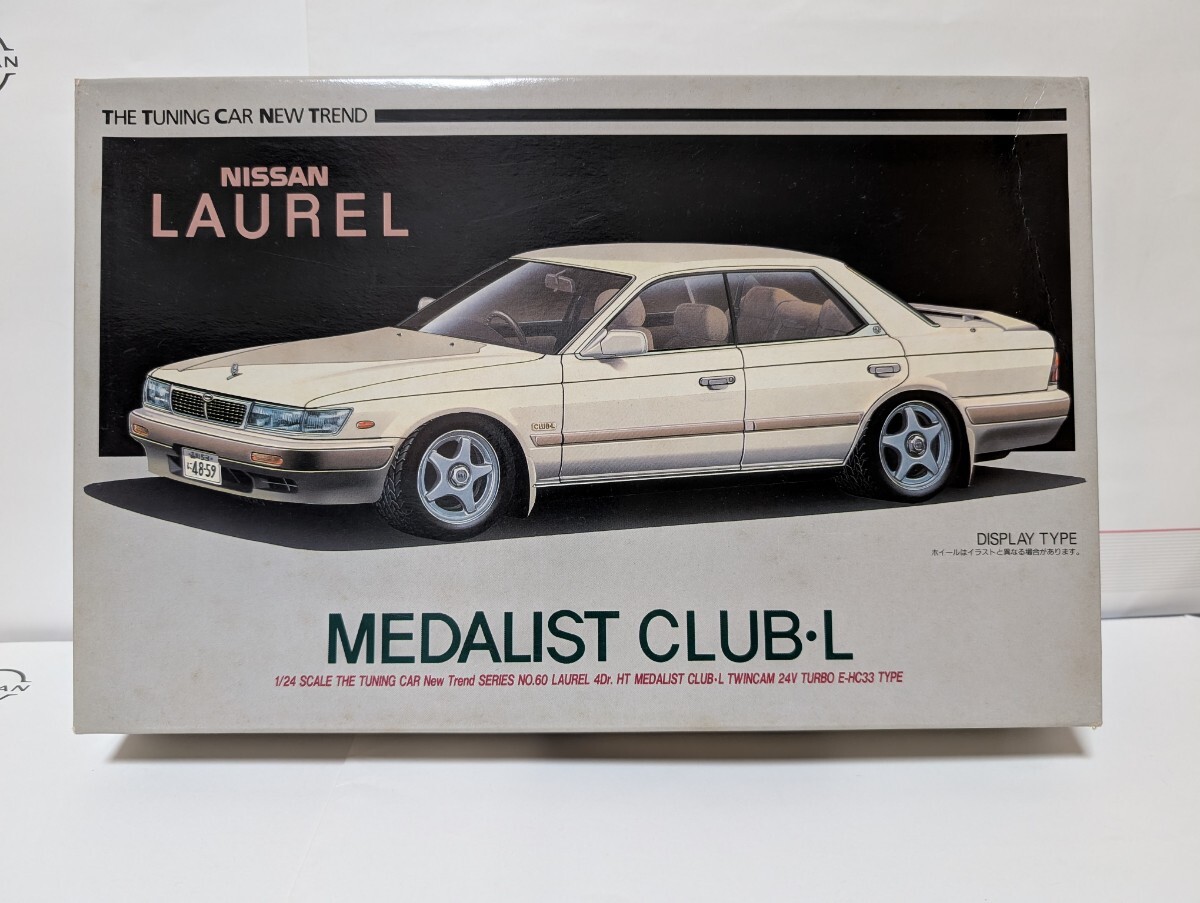 THE TUNING CAR NEW TREND
NISSAN
LAUREL
CLUB・L
48-59
DISPLAY TYPE
ホイールはイラストと異なる場合があります。
MEDALIST CLUB・L
1/24 SCALE THE TUNING CAR New Trend SERIES NO.60 LAUREL 4Dr. HT MEDALIST CLUB・L TWINCAM 24V TURBO E-HC33 TYPE